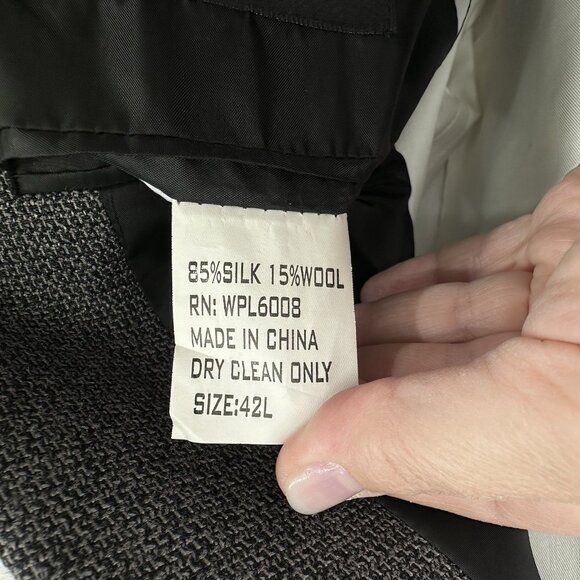 85%SILK 15%WOOL
RN: WPL6008
MADE IN CHINA
DRY CLEAN ONLY
SIZE:42L